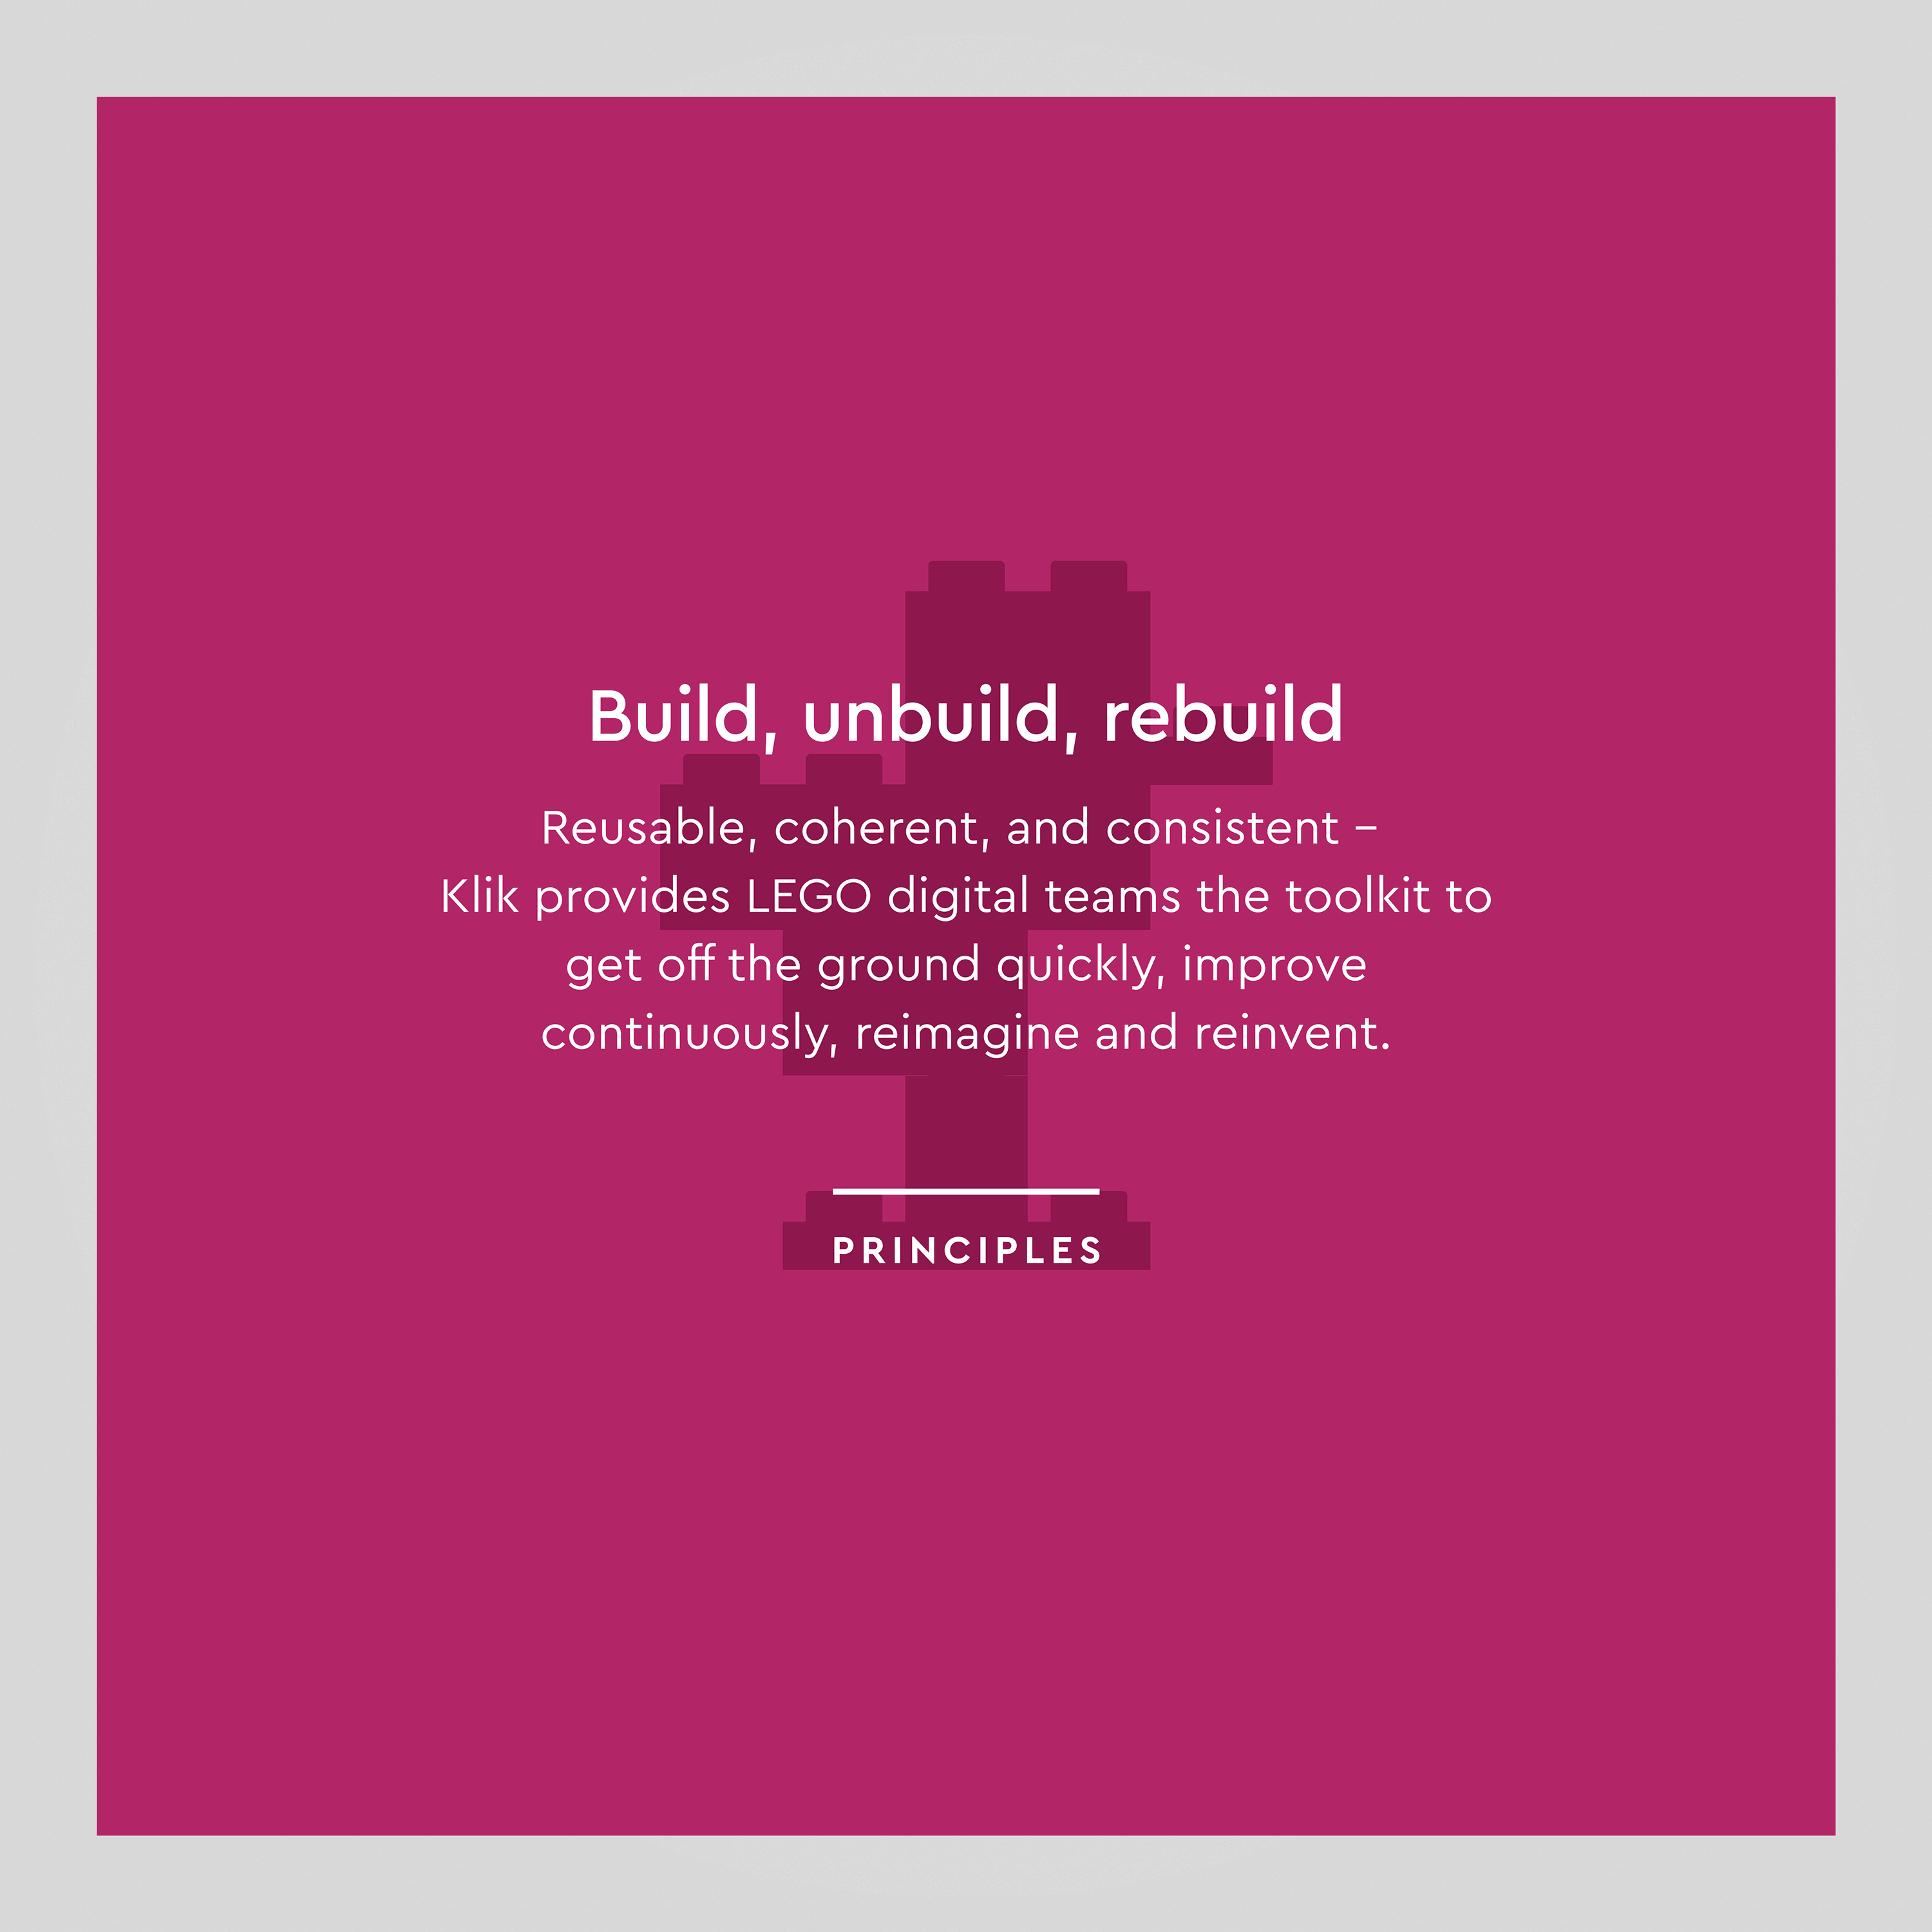 Build, unbuild, rebuild
Reusable, coherent, and consistent –
Klik provides LEGO digital teams the toolkit to
get off the ground quickly, improve
continuously, reimagine and reinvent.
PRINCIPLES